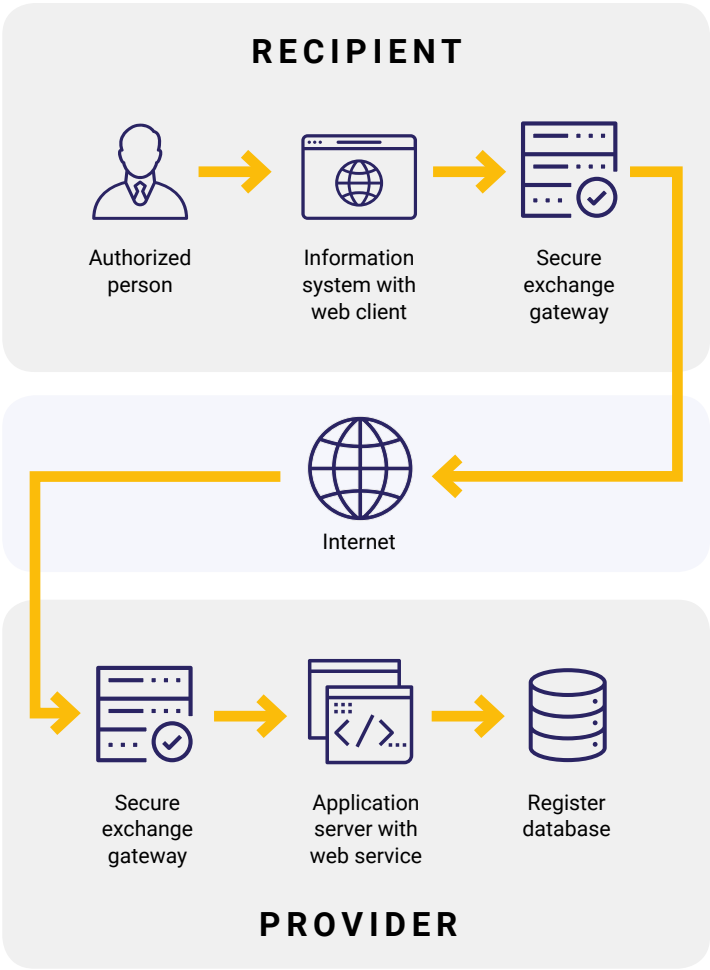 RECIPIENT
Authorized
person
Information
system with
web client
Secure
exchange
gateway
Internet
Secure
exchange
gateway
Application
server with
web service
Register
database
PROVIDER